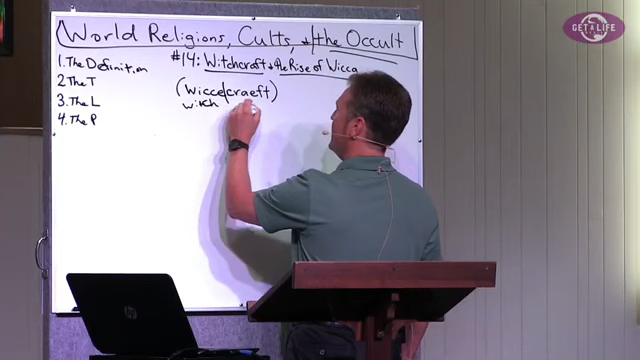 World Religions, Cults, & the Occult
#14: Witchcraft & the Rise of Wicca
1. The Definition
2 The T
3. The L
4. The P
(wicce/craeft)
witch
GET A LIFE
hp